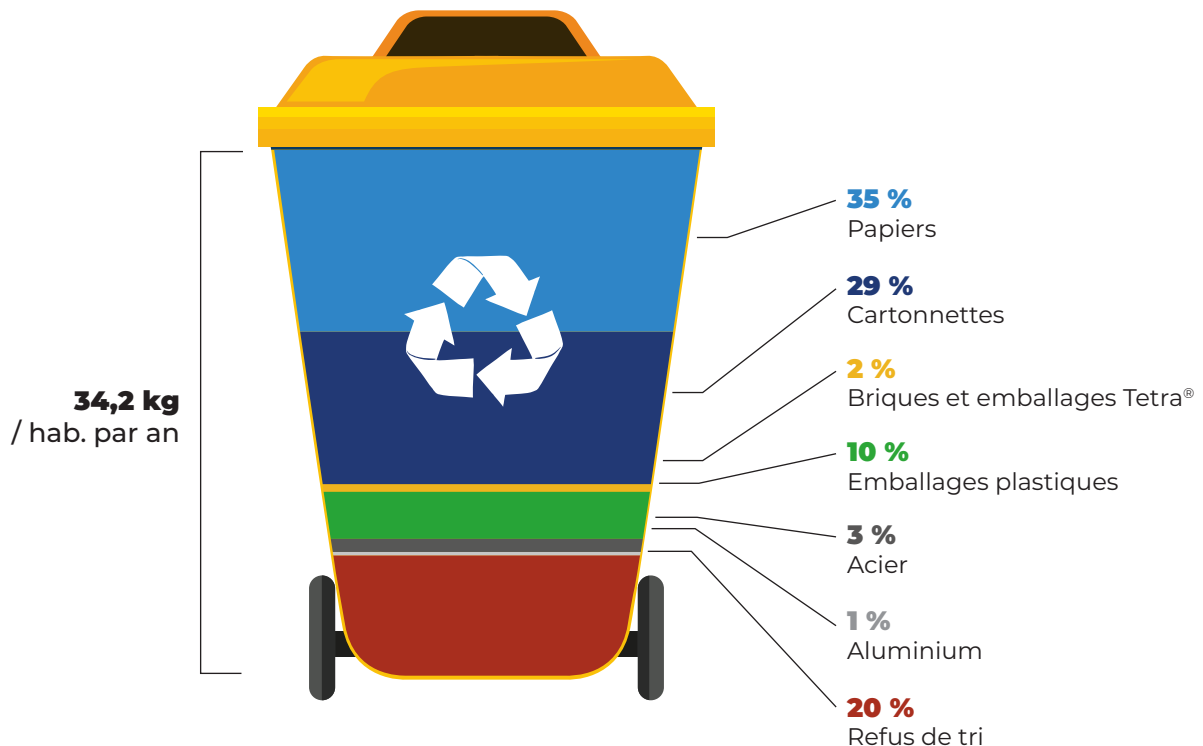 35 %
Papiers
29 %
Cartonnettes
2 %
Briques et emballages Tetra®
10 %
Emballages plastiques
3 %
Acier
1 %
Aluminium
20 %
Refus de tri
34,2 kg
/ hab. par an